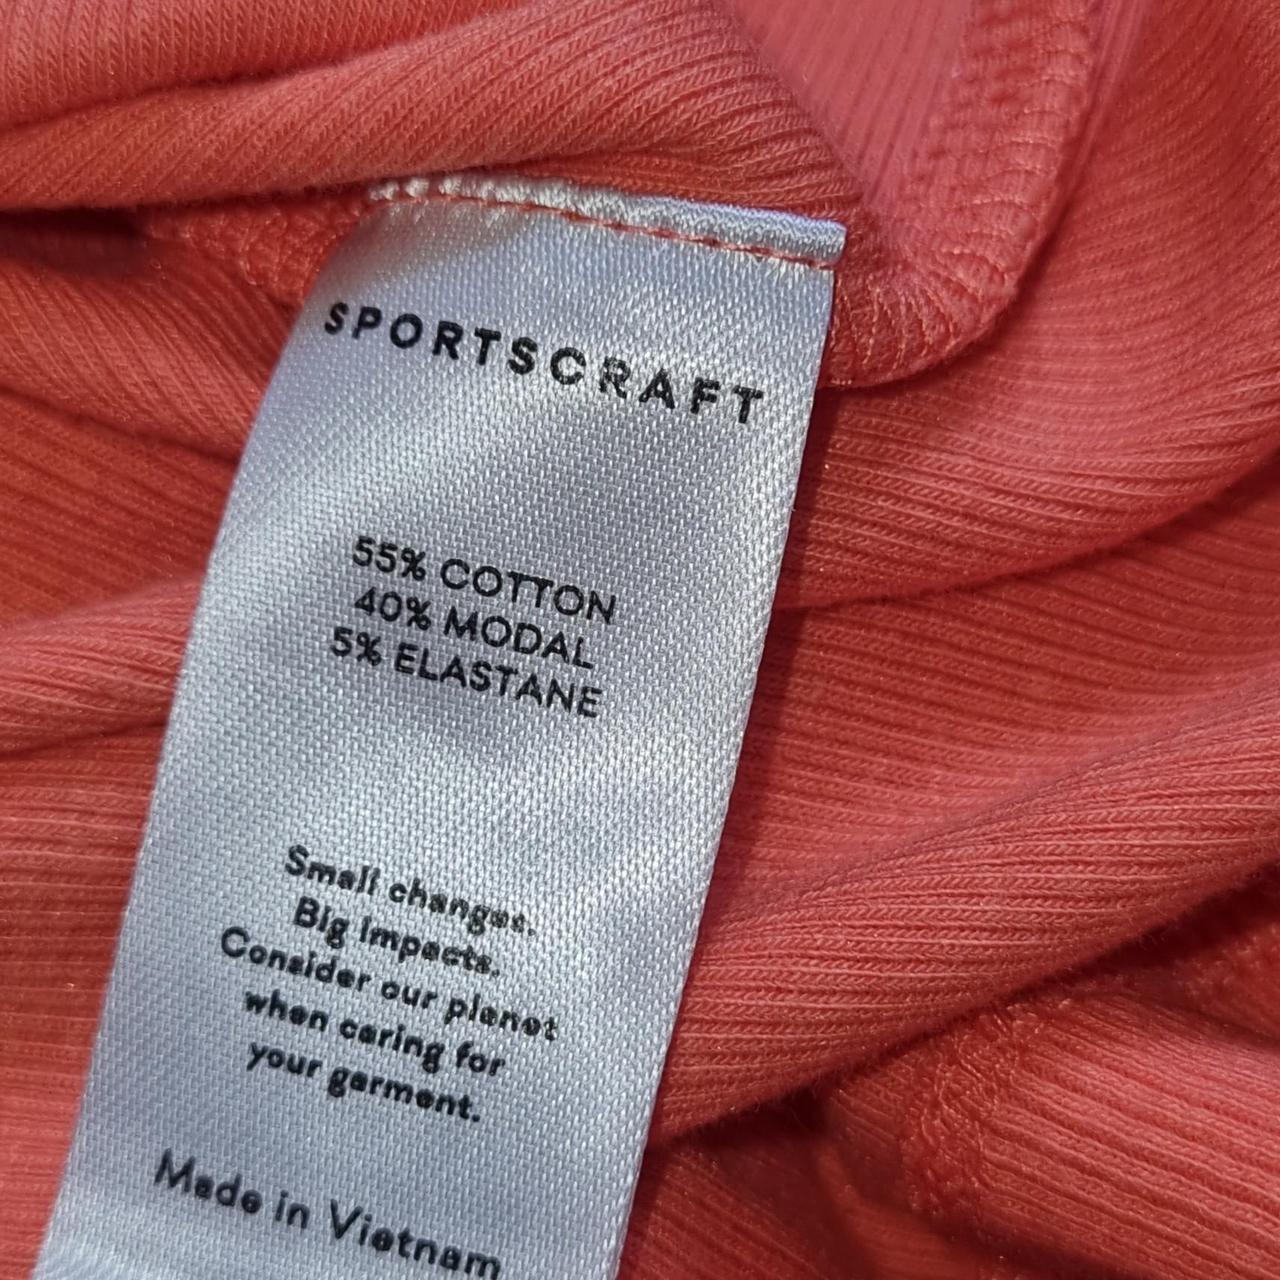 SPORTSCRAFT
55% COTTON
40% MODAL
5% ELASTANE
Small changes.
Big Impacts.
Consider our planet
when caring for
your garment.
Made in Vietnam